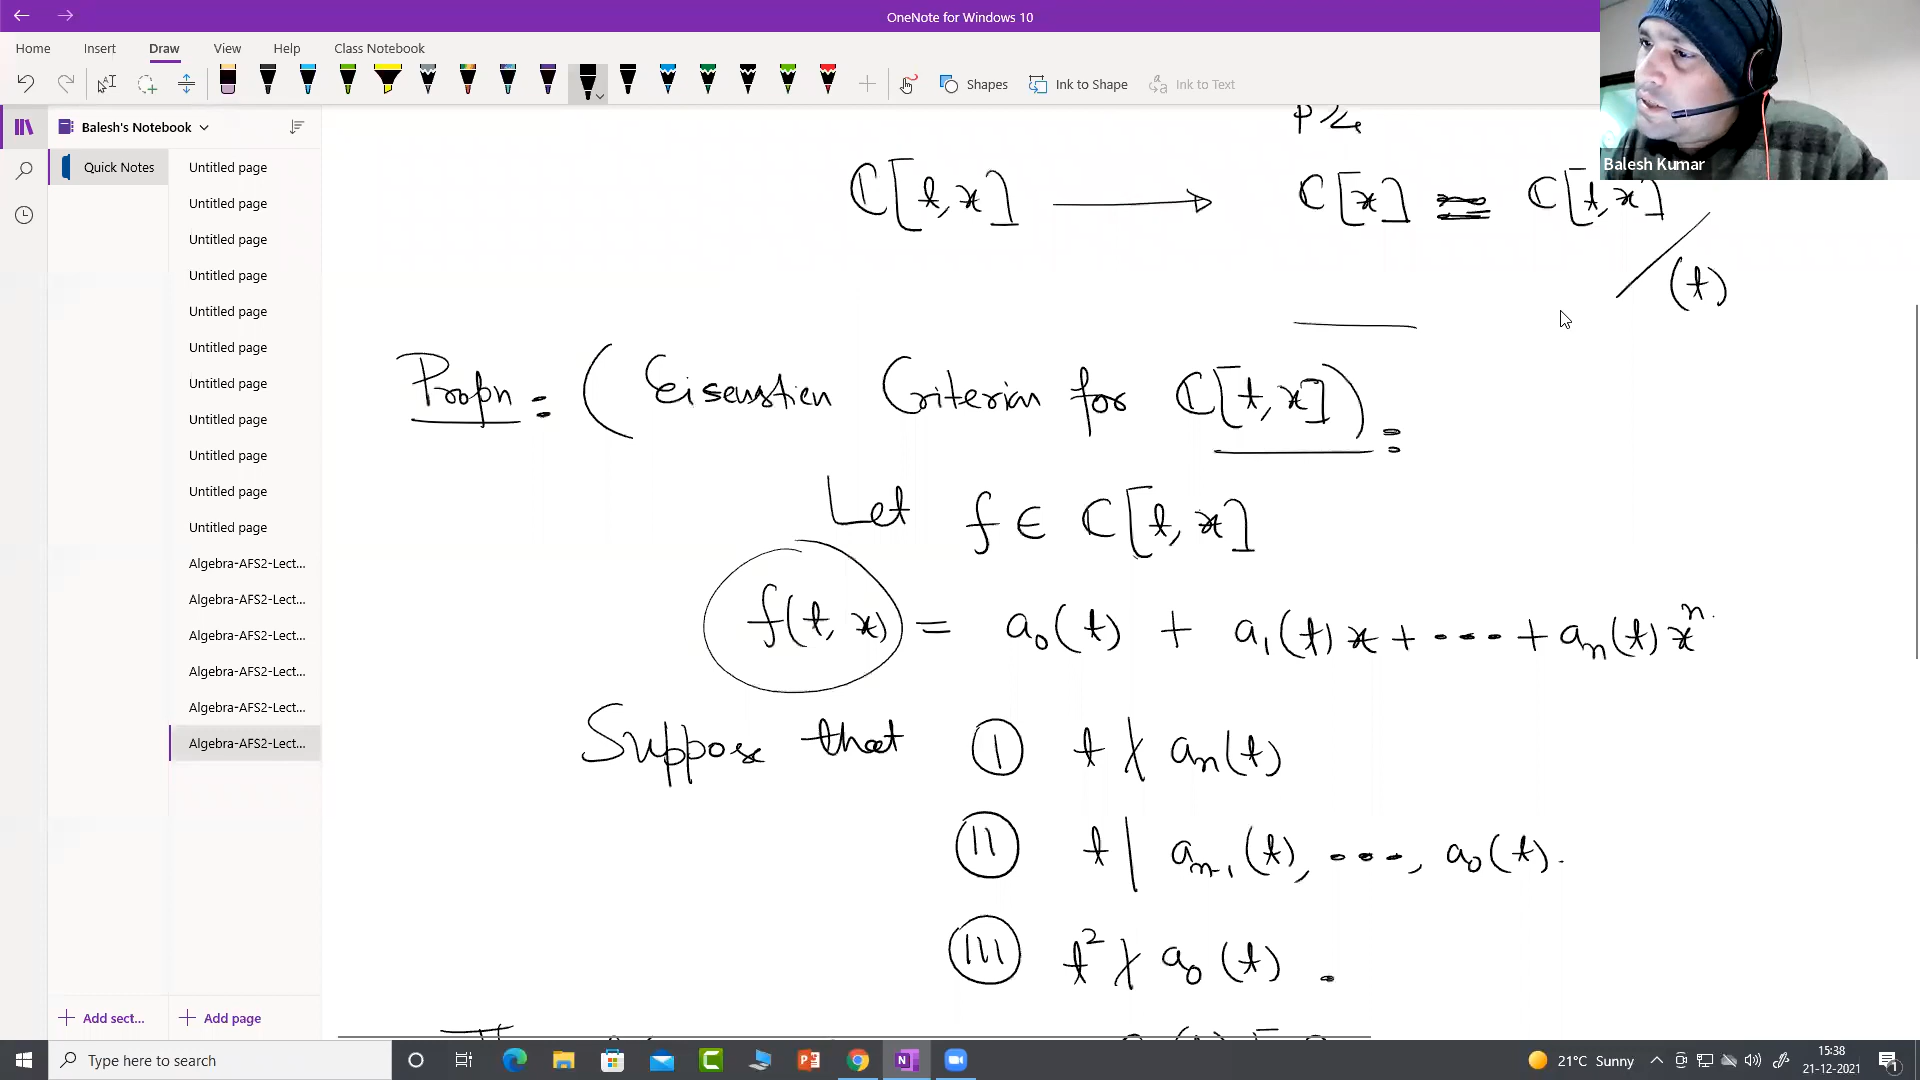 OneNote for Windows 10
Home Insert Draw View Help Class Notebook
Shapes Ink to Shape Ink to Text
Balesh's Notebook
Quick Notes
Untitled page
Untitled page
Untitled page
Untitled page
Untitled page
Untitled page
Untitled page
Untitled page
Untitled page
Untitled page
Untitled page
Algebra-AFS2-Lect...
Algebra-AFS2-Lect...
Algebra-AFS2-Lect...
Algebra-AFS2-Lect...
Algebra-AFS2-Lect...
Algebra-AFS2-Lect...
Add sect... Add page
Balesh Kumar
ℂ[t,x] → ℂ[x] ≅ ℂ[t,x]/(t)
Propn: (Eisenstien Criterian for ℂ[t,x]):
Let f ∈ ℂ[t,x]
f(t,x) = a₀(t) + a₁(t)x + ---- + aₙ(t)xⁿ.
Suppose that Ⓘ t ∤ aₙ(t)
Ⓘⓘ t | aₙ₋₁(t), ----, a₀(t).
ⒾⒾⒾ t² ∤ a₀(t).
Type here to search
21°C Sunny
15:38
21-12-2021
1